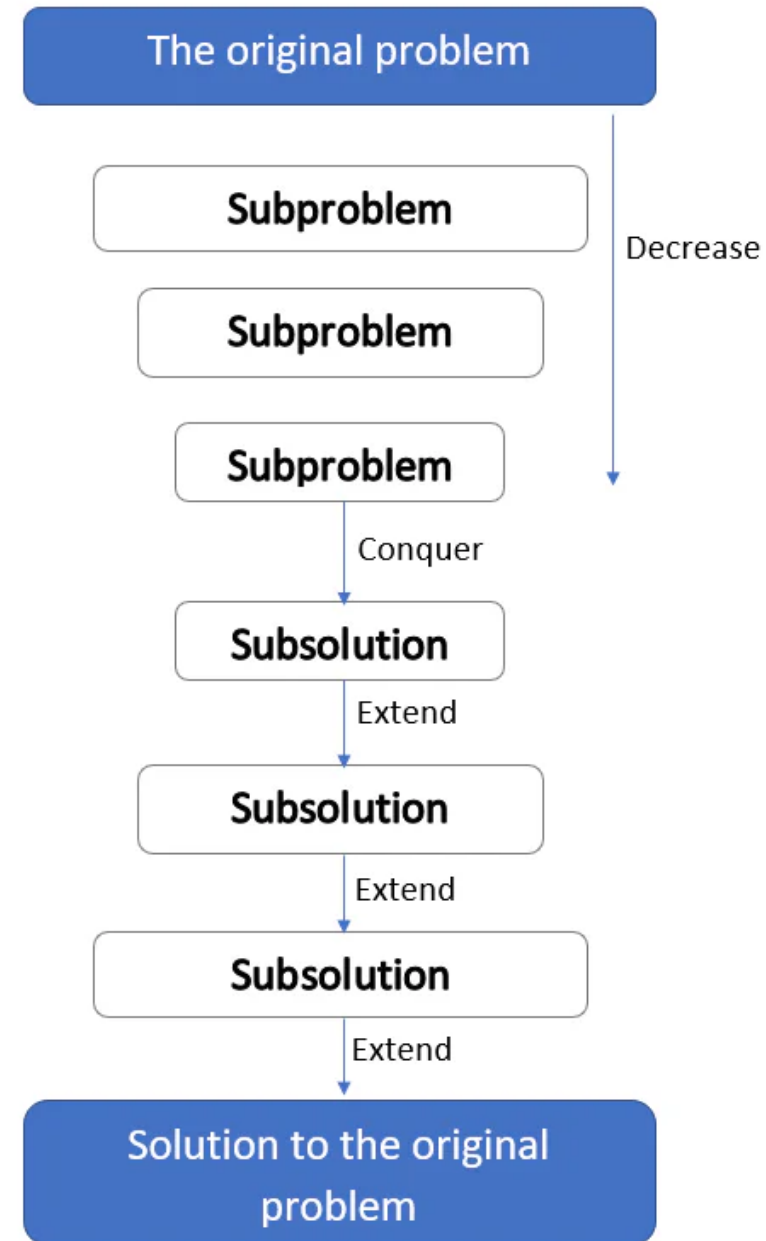 The original problem
Subproblem
Decrease
Subproblem
Subproblem
Conquer
Subsolution
Extend
Subsolution
Extend
Subsolution
Extend
Solution to the original
problem